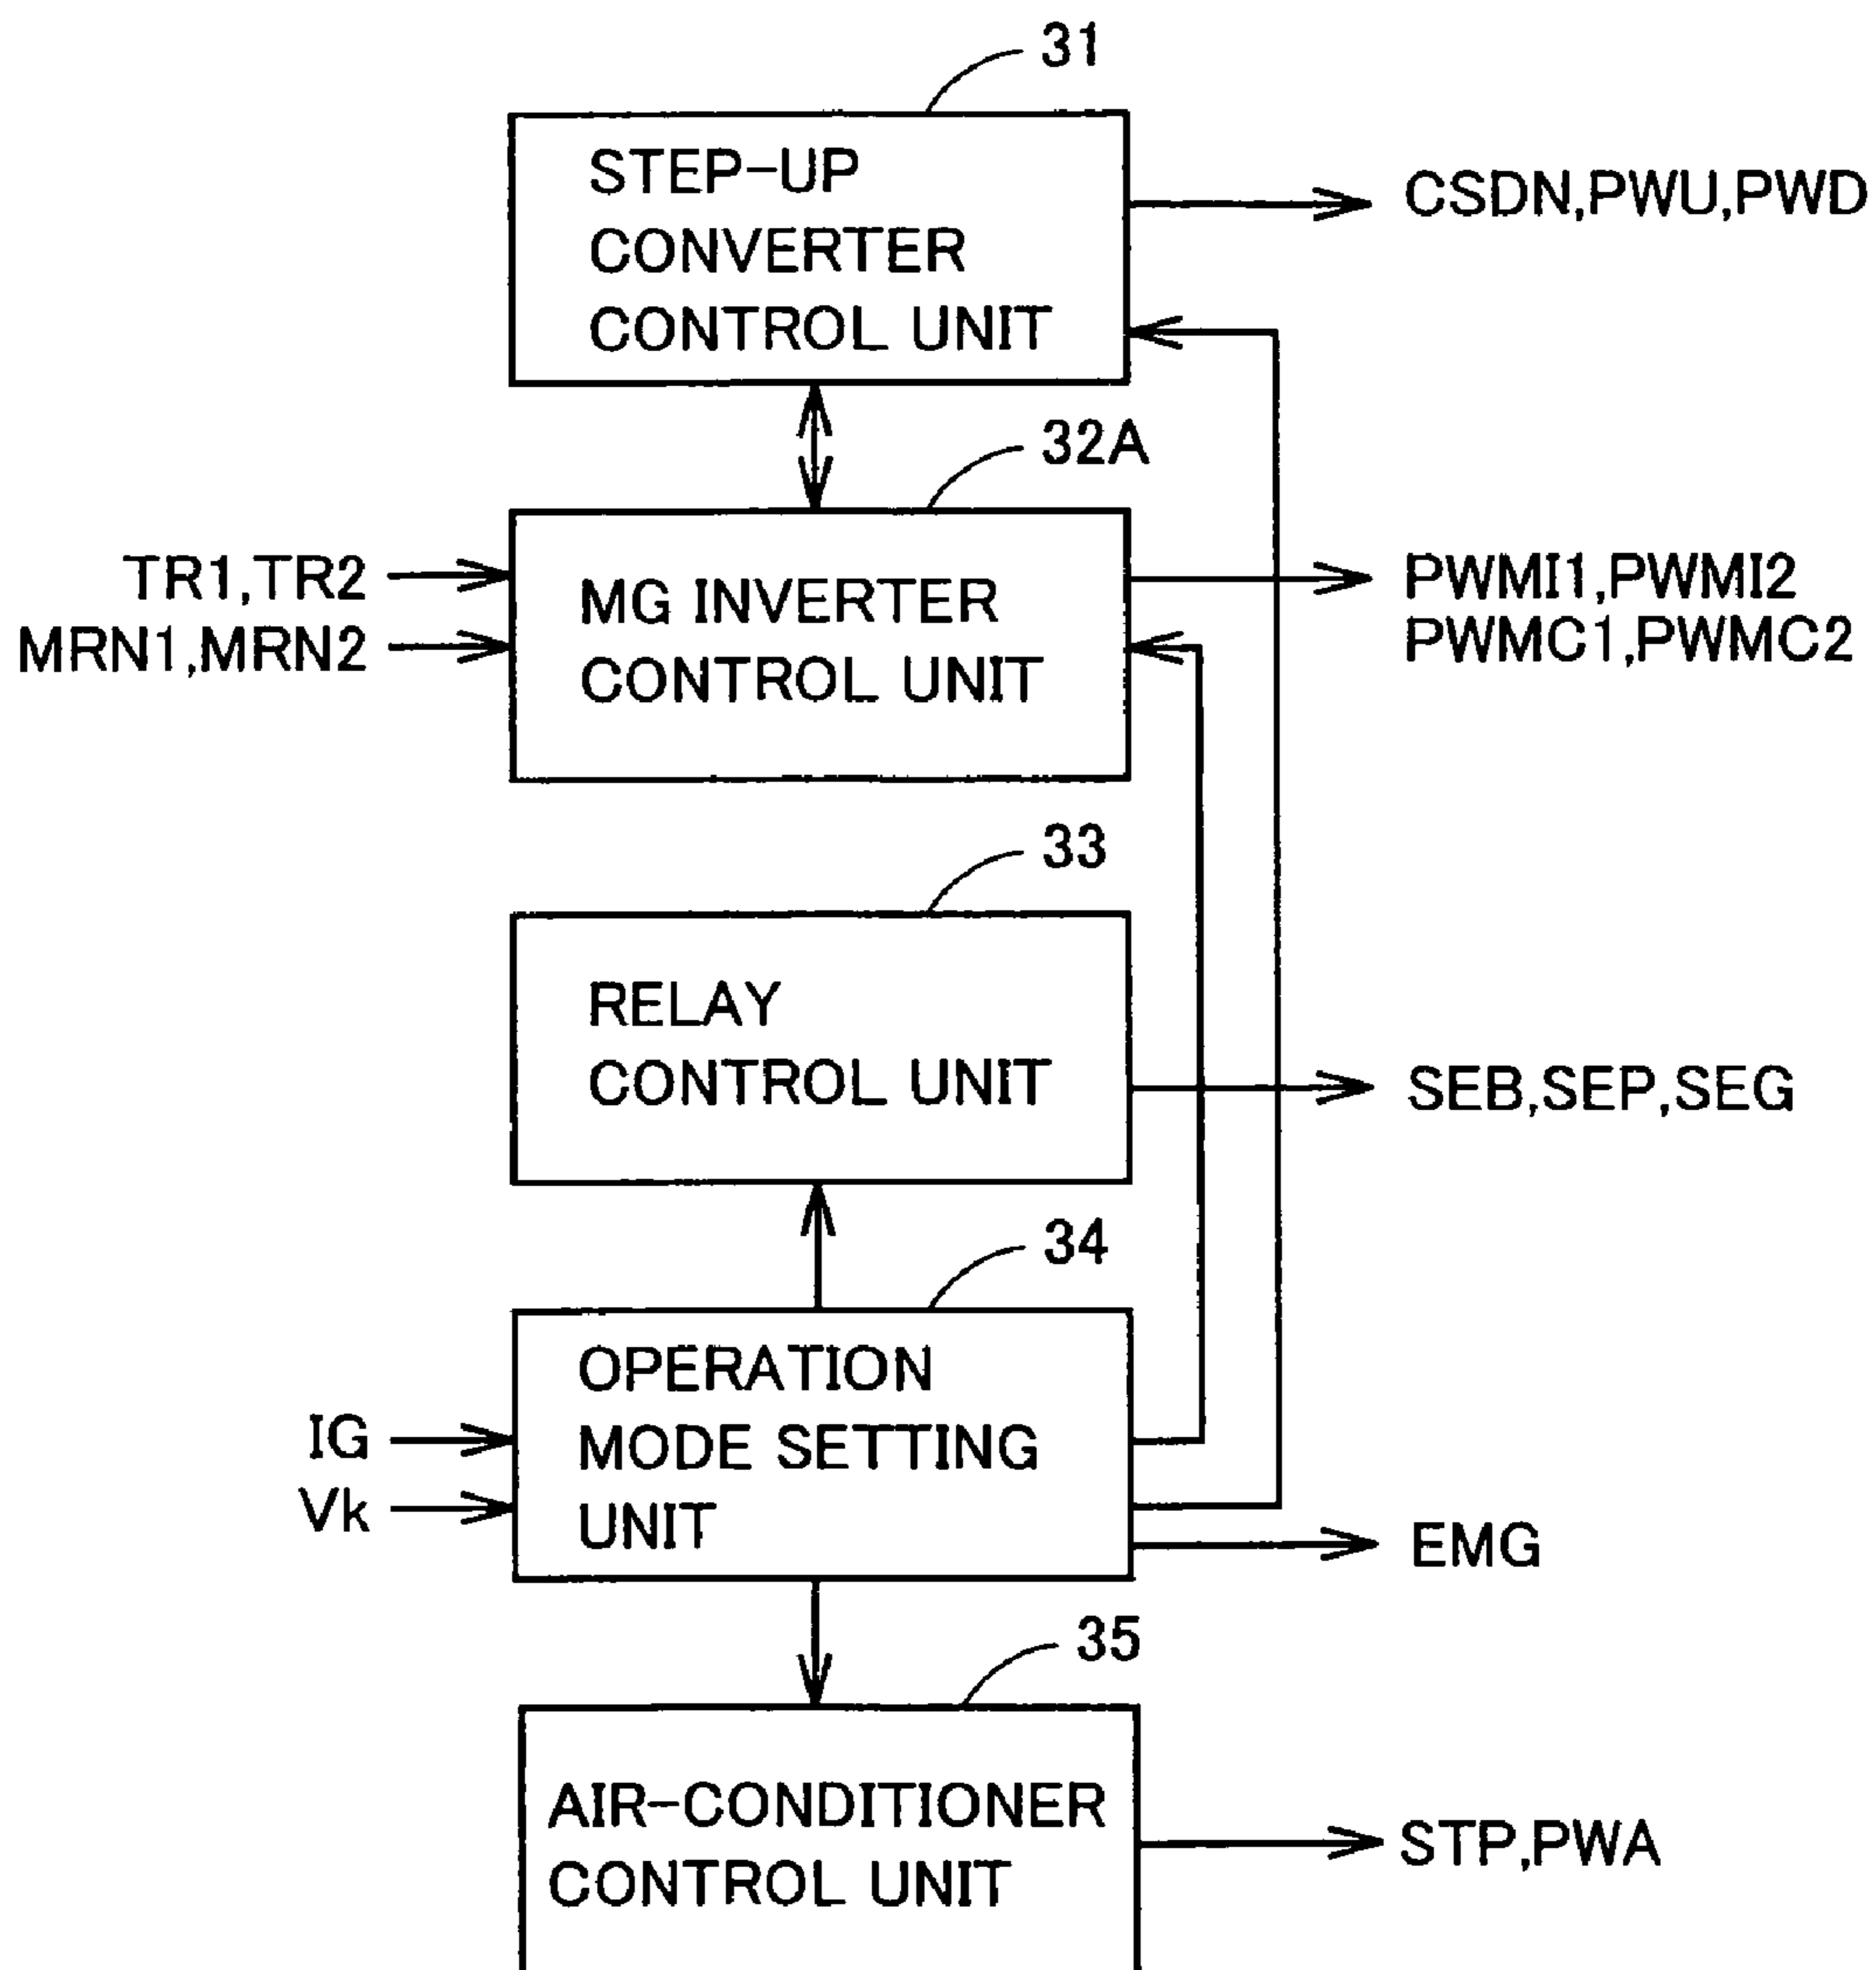 31
STEP-UP
CONVERTER
CONTROL UNIT
CSDN,PWU,PWD
32A
TR1,TR2
MRN1,MRN2
MG INVERTER
CONTROL UNIT
PWMI1,PWMI2
PWMC1,PWMC2
33
RELAY
CONTROL UNIT
SEB,SEP,SEG
34
IG
Vk
OPERATION
MODE SETTING
UNIT
EMG
35
AIR-CONDITIONER
CONTROL UNIT
STP,PWA